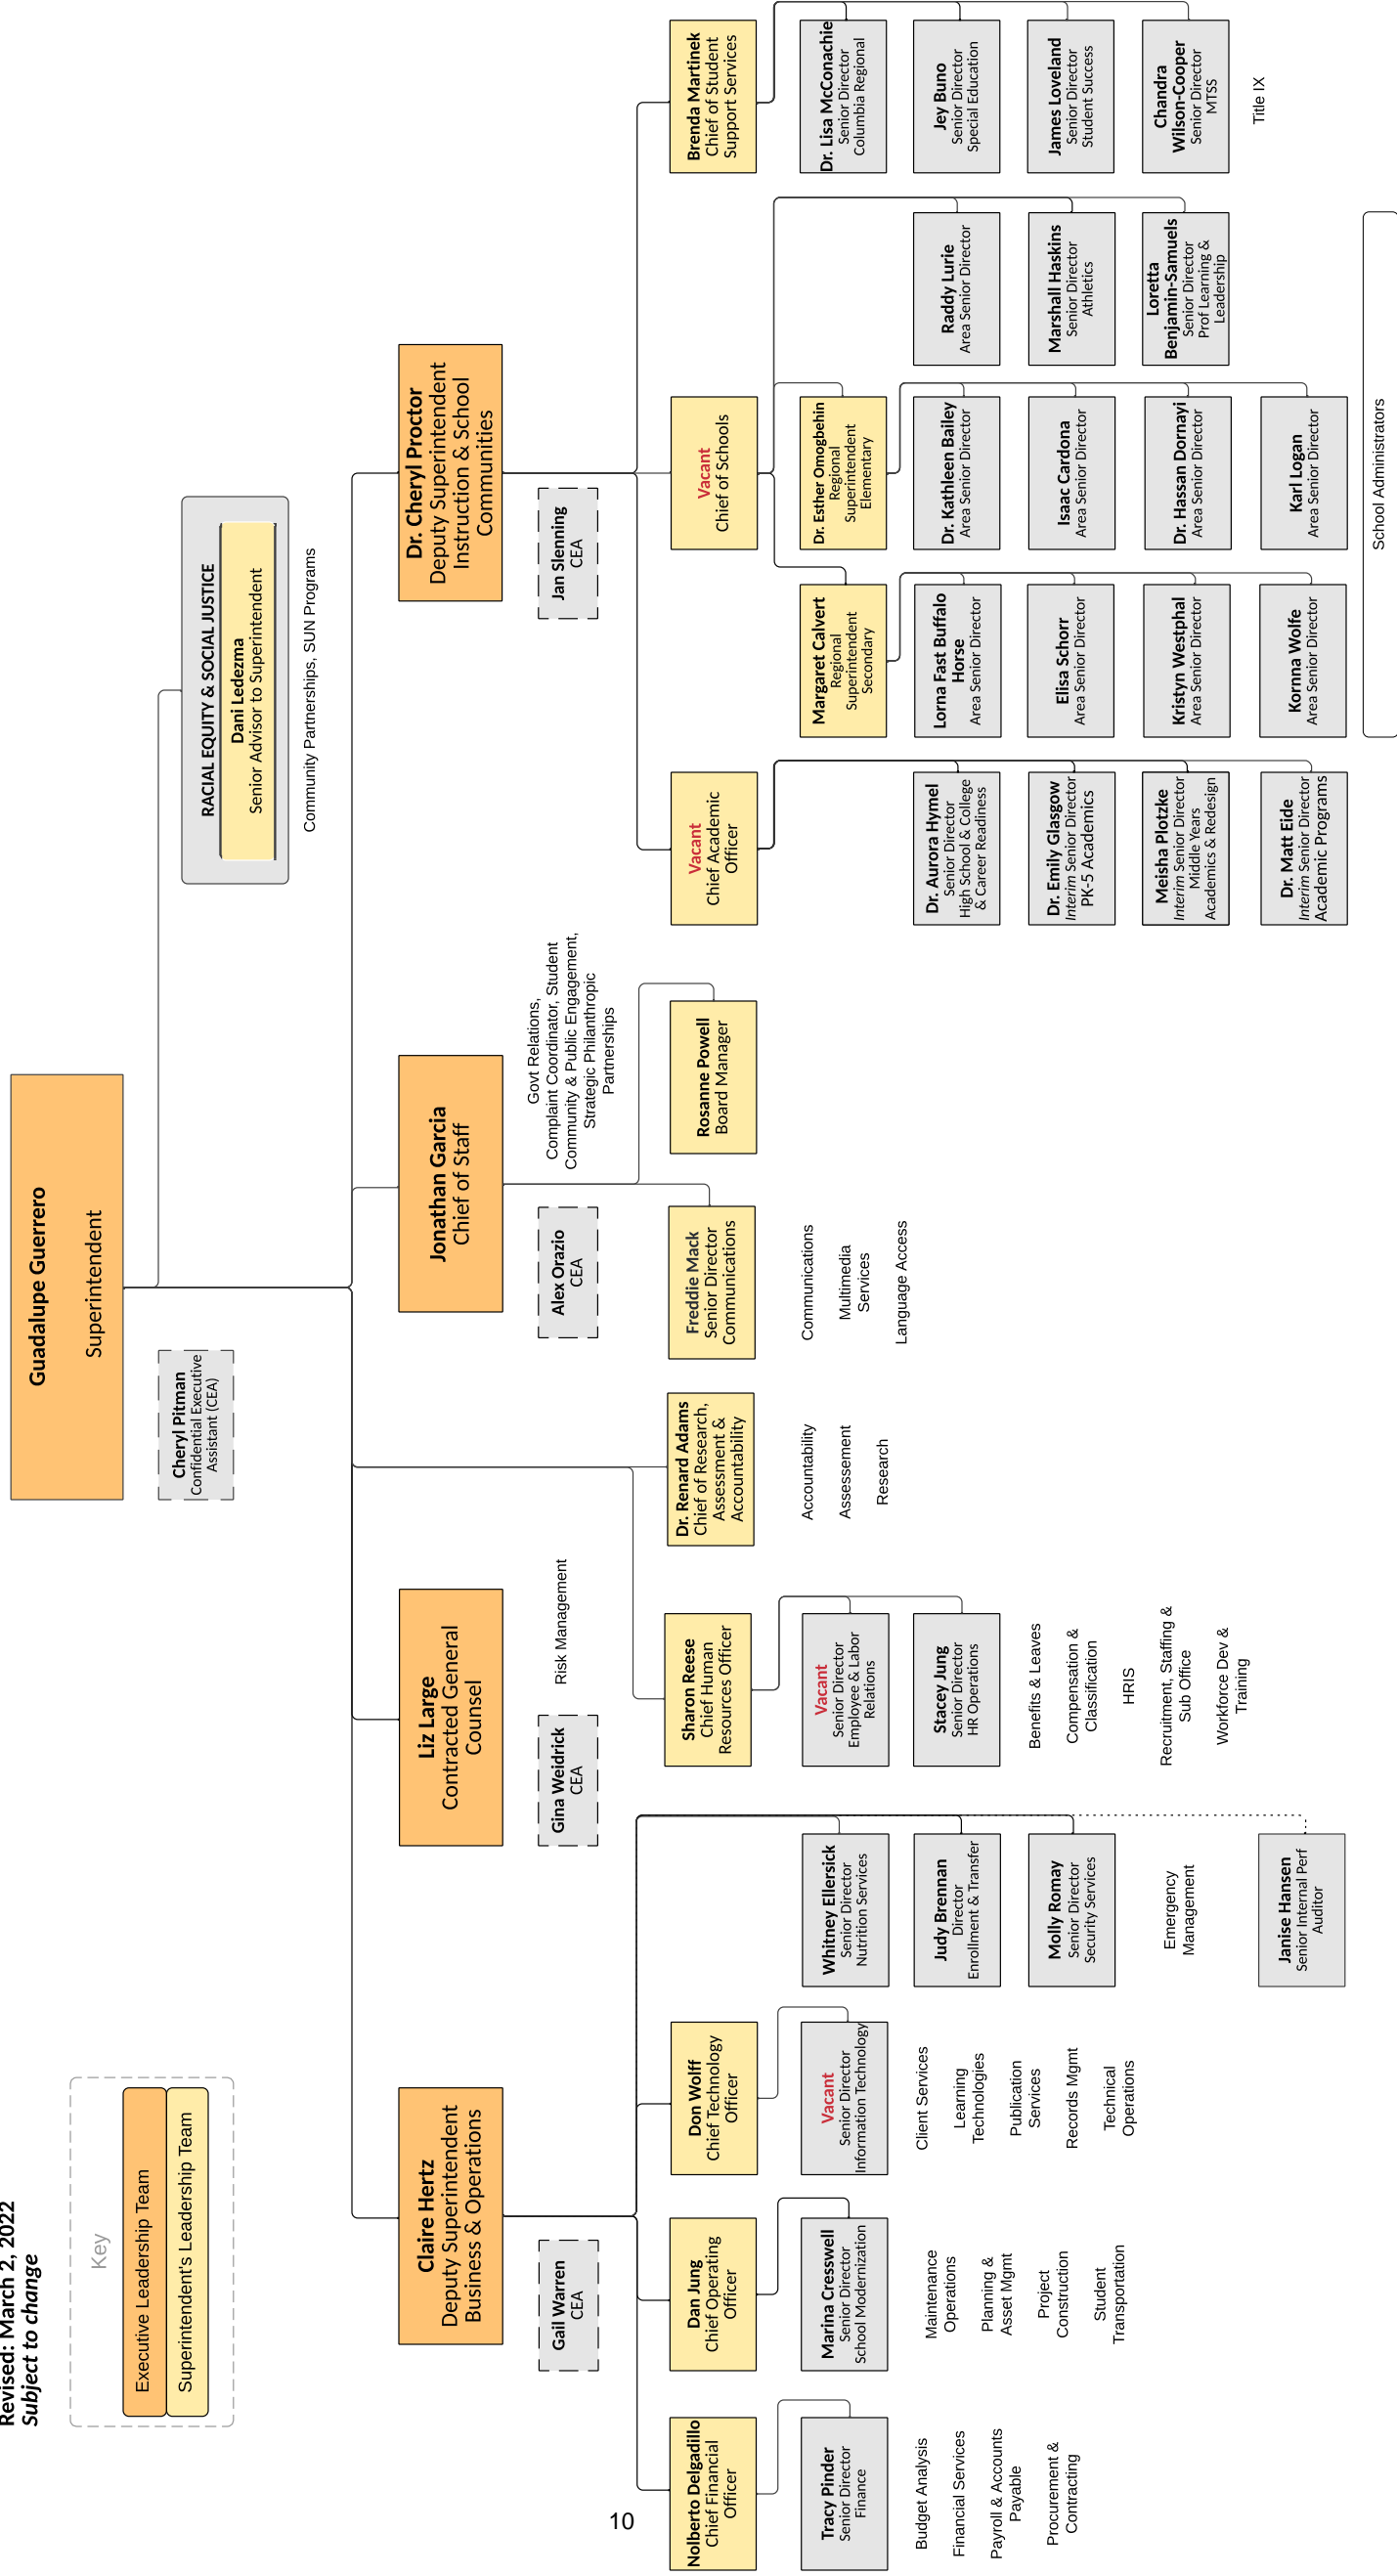 Revised: March 2, 2022
Subject to change
Key
Executive Leadership Team
Superintendent's Leadership Team
Guadalupe Guerrero
Superintendent
Cheryl Pitman
Confidential Executive
Assistant (CEA)
RACIAL EQUITY & SOCIAL JUSTICE
Dani Ledezma
Senior Advisor to Superintendent
Community Partnerships, SUN Programs
Claire Hertz
Deputy Superintendent
Business & Operations
Gail Warren
CEA
Liz Large
Contracted General
Counsel
Gina Weidrick
CEA
Risk Management
Jonathan Garcia
Chief of Staff
Alex Orazio
CEA
Govt Relations,
Complaint Coordinator, Student
Community & Public Engagement,
Strategic Philanthropic
Partnerships
Dr. Cheryl Proctor
Deputy Superintendent
Instruction & School
Communities
Jan Slenning
CEA
Nolberto Delgadillo
Chief Financial
Officer
Tracy Pinder
Senior Director
Finance
Budget Analysis
Financial Services
Payroll & Accounts
Payable
Procurement &
Contracting
Dan Jung
Chief Operating
Officer
Marina Cresswell
Senior Director
School Modernization
Maintenance
Operations
Planning &
Asset Mgmt
Project
Construction
Student
Transportation
Don Wolff
Chief Technology
Officer
Vacant
Senior Director
Information Technology
Client Services
Learning
Technologies
Publication
Services
Records Mgmt
Technical
Operations
Whitney Ellersick
Senior Director
Nutrition Services
Judy Brennan
Director
Enrollment & Transfer
Molly Romay
Senior Director
Security Services
Emergency
Management
Janise Hansen
Senior Internal Perf
Auditor
Sharon Reese
Chief Human
Resources Officer
Vacant
Senior Director
Employee & Labor
Relations
Stacey Jung
Senior Director
HR Operations
Benefits & Leaves
Compensation &
Classification
HRIS
Recruitment, Staffing &
Sub Office
Workforce Dev &
Training
Dr. Renard Adams
Chief of Research,
Assessment &
Accountability
Accountability
Assessement
Research
Freddie Mack
Senior Director
Communications
Communications
Multimedia
Services
Language Access
Rosanne Powell
Board Manager
Vacant
Chief Academic
Officer
Dr. Aurora Hymel
Senior Director
High School & College
& Career Readiness
Dr. Emily Glasgow
Interim Senior Director
PK-5 Academics
Meisha Plotzke
Interim Senior Director
Middle Years
Academics & Redesign
Dr. Matt Eide
Interim Senior Director
Academic Programs
Vacant
Chief of Schools
Margaret Calvert
Regional
Superintendent
Secondary
Lorna Fast Buffalo
Horse
Area Senior Director
Elisa Schorr
Area Senior Director
Kristyn Westphal
Area Senior Director
Kornna Wolfe
Area Senior Director
Dr. Esther Omogbehin
Regional
Superintendent
Elementary
Dr. Kathleen Bailey
Area Senior Director
Isaac Cardona
Area Senior Director
Dr. Hassan Dornayi
Area Senior Director
Karl Logan
Area Senior Director
Raddy Lurie
Area Senior Director
Marshall Haskins
Senior Director
Athletics
Loretta
Benjamin-Samuels
Senior Director
Prof Learning &
Leadership
School Administrators
Brenda Martinek
Chief of Student
Support Services
Dr. Lisa McConachie
Senior Director
Columbia Regional
Jey Buno
Senior Director
Special Education
James Loveland
Senior Director
Student Success
Chandra
Wilson-Cooper
Senior Director
MTSS
Title IX
10